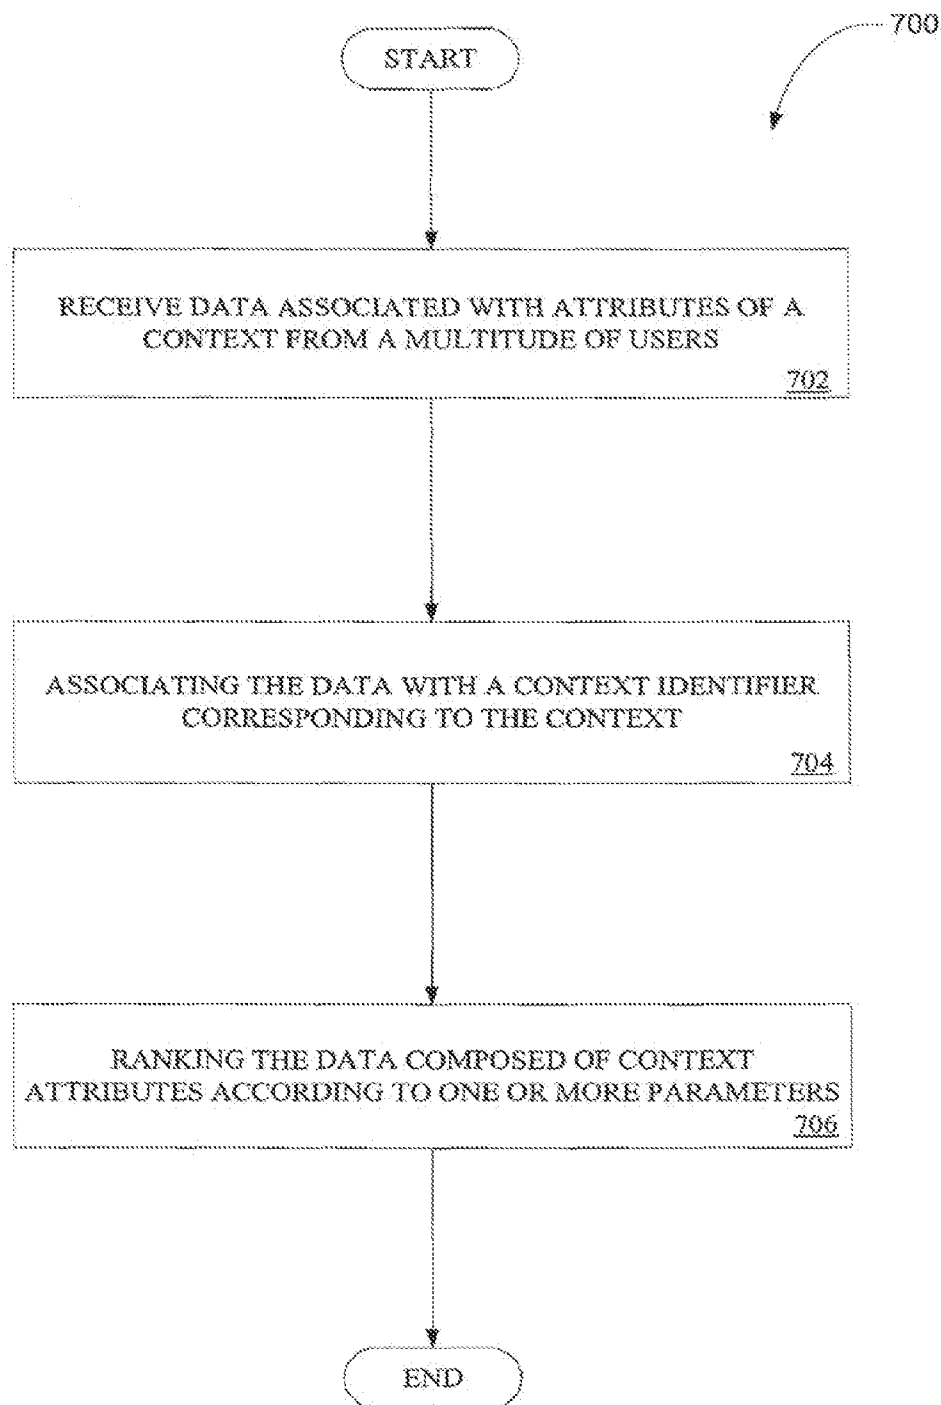 700
START
RECEIVE DATA ASSOCIATED WITH ATTRIBUTES OF A
CONTEXT FROM A MULTITUDE OF USERS
702
ASSOCIATING THE DATA WITH A CONTEXT IDENTIFIER
CORRESPONDING TO THE CONTEXT
704
RANKING THE DATA COMPOSED OF CONTEXT
ATTRIBUTES ACCORDING TO ONE OR MORE PARAMETERS
706
END